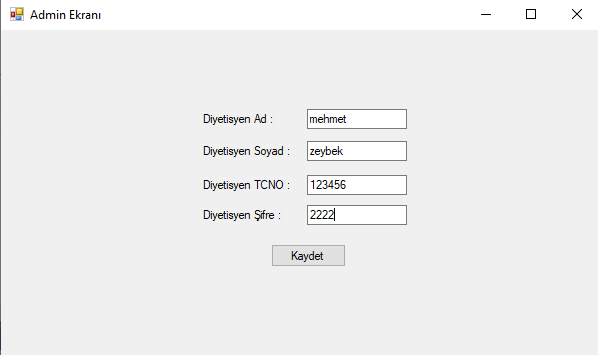 Admin Ekranı
Diyetisyen Ad : mehmet
Diyetisyen Soyad : zeybek
Diyetisyen TCNO : 123456
Diyetisyen Şifre : 2222
Kaydet